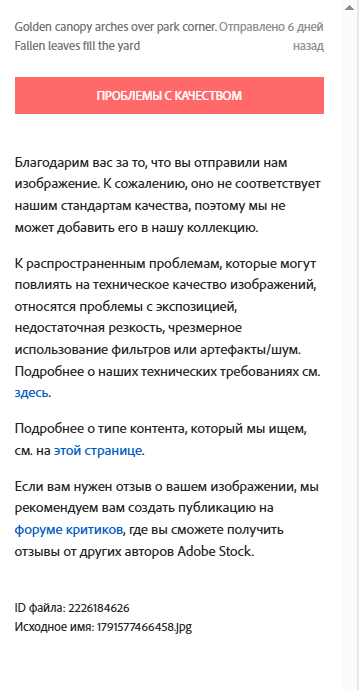 Golden canopy arches over park corner. Отправлено 6 дней
Fallen leaves fill the yard назад
ПРОБЛЕМЫ С КАЧЕСТВОМ
Благодарим вас за то, что вы отправили нам
изображение. К сожалению, оно не соответствует
нашим стандартам качества, поэтому мы не
может добавить его в нашу коллекцию.
К распространенным проблемам, которые могут
повлиять на техническое качество изображений,
относятся проблемы с экспозицией,
недостаточная резкость, чрезмерное
использование фильтров или артефакты/шум.
Подробнее о наших технических требованиях см.
здесь.
Подробнее о типе контента, который мы ищем,
см. на этой странице.
Если вам нужен отзыв о вашем изображении, мы
рекомендуем вам создать публикацию на
форуме критиков, где вы сможете получить
отзывы от других авторов Adobe Stock.
ID файла: 2226184626
Исходное имя: 1791577466458.jpg